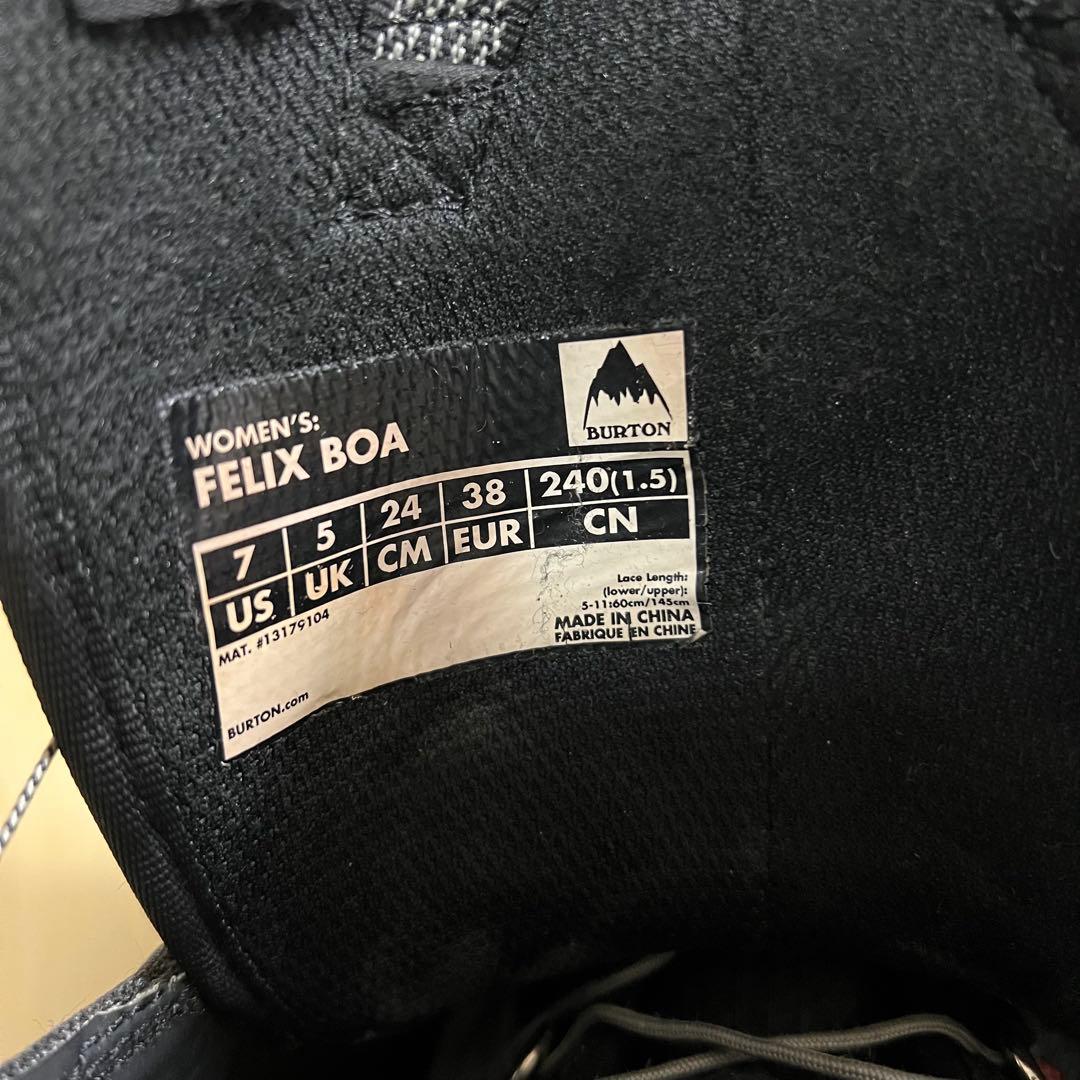 BURTON
WOMEN'S:
FELIX BOA
7 5 24 38 240(1.5)
US UK CM EUR CN
MAT. #13179104
Lace Length:
(lower/upper):
5-11:60cm/145cm
MADE IN CHINA
FABRIQUE EN CHINE
BURTON.com